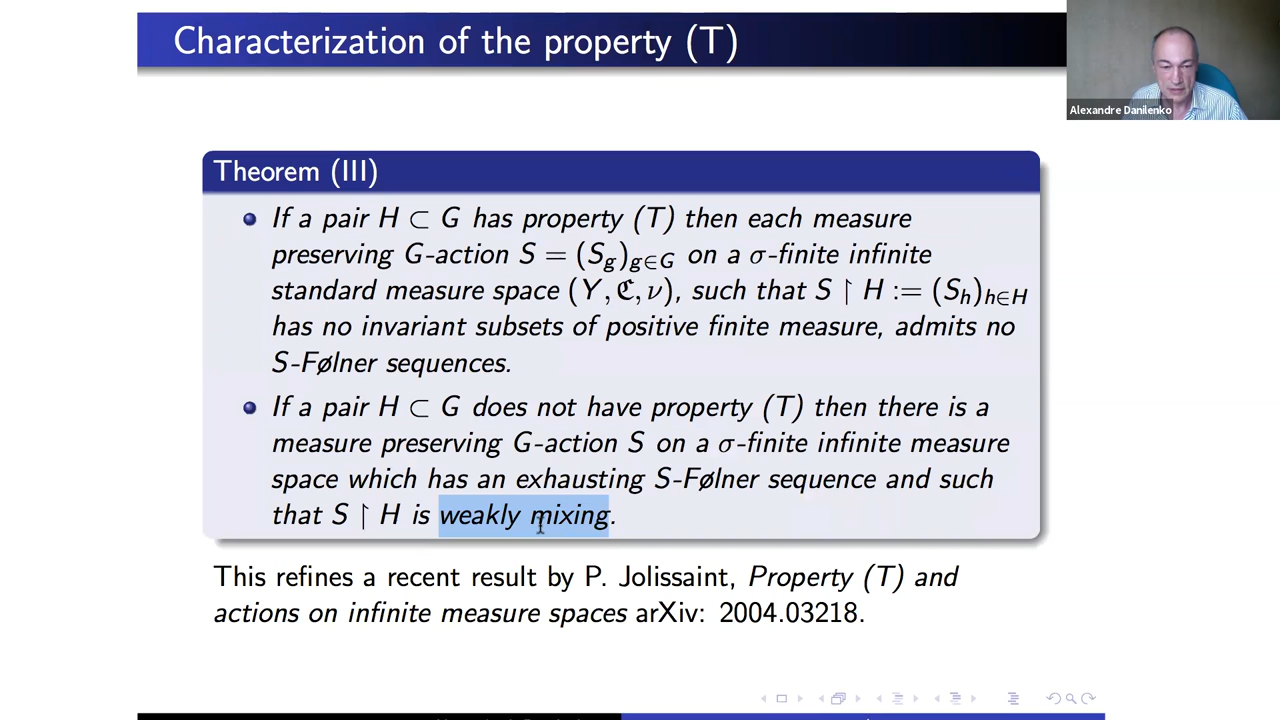 Characterization of the property (T)
Alexandre Danilenko
Theorem (III)
If a pair H ⊂ G has property (T) then each measure
preserving G-action S = (S_g)_{g∈G} on a σ-finite infinite
standard measure space (Y, ℭ, ν), such that S ↾ H := (S_h)_{h∈H}
has no invariant subsets of positive finite measure, admits no
S-Følner sequences.
If a pair H ⊂ G does not have property (T) then there is a
measure preserving G-action S on a σ-finite infinite measure
space which has an exhausting S-Følner sequence and such
that S ↾ H is weakly mixing.
This refines a recent result by P. Jolissaint, Property (T) and
actions on infinite measure spaces arXiv: 2004.03218.